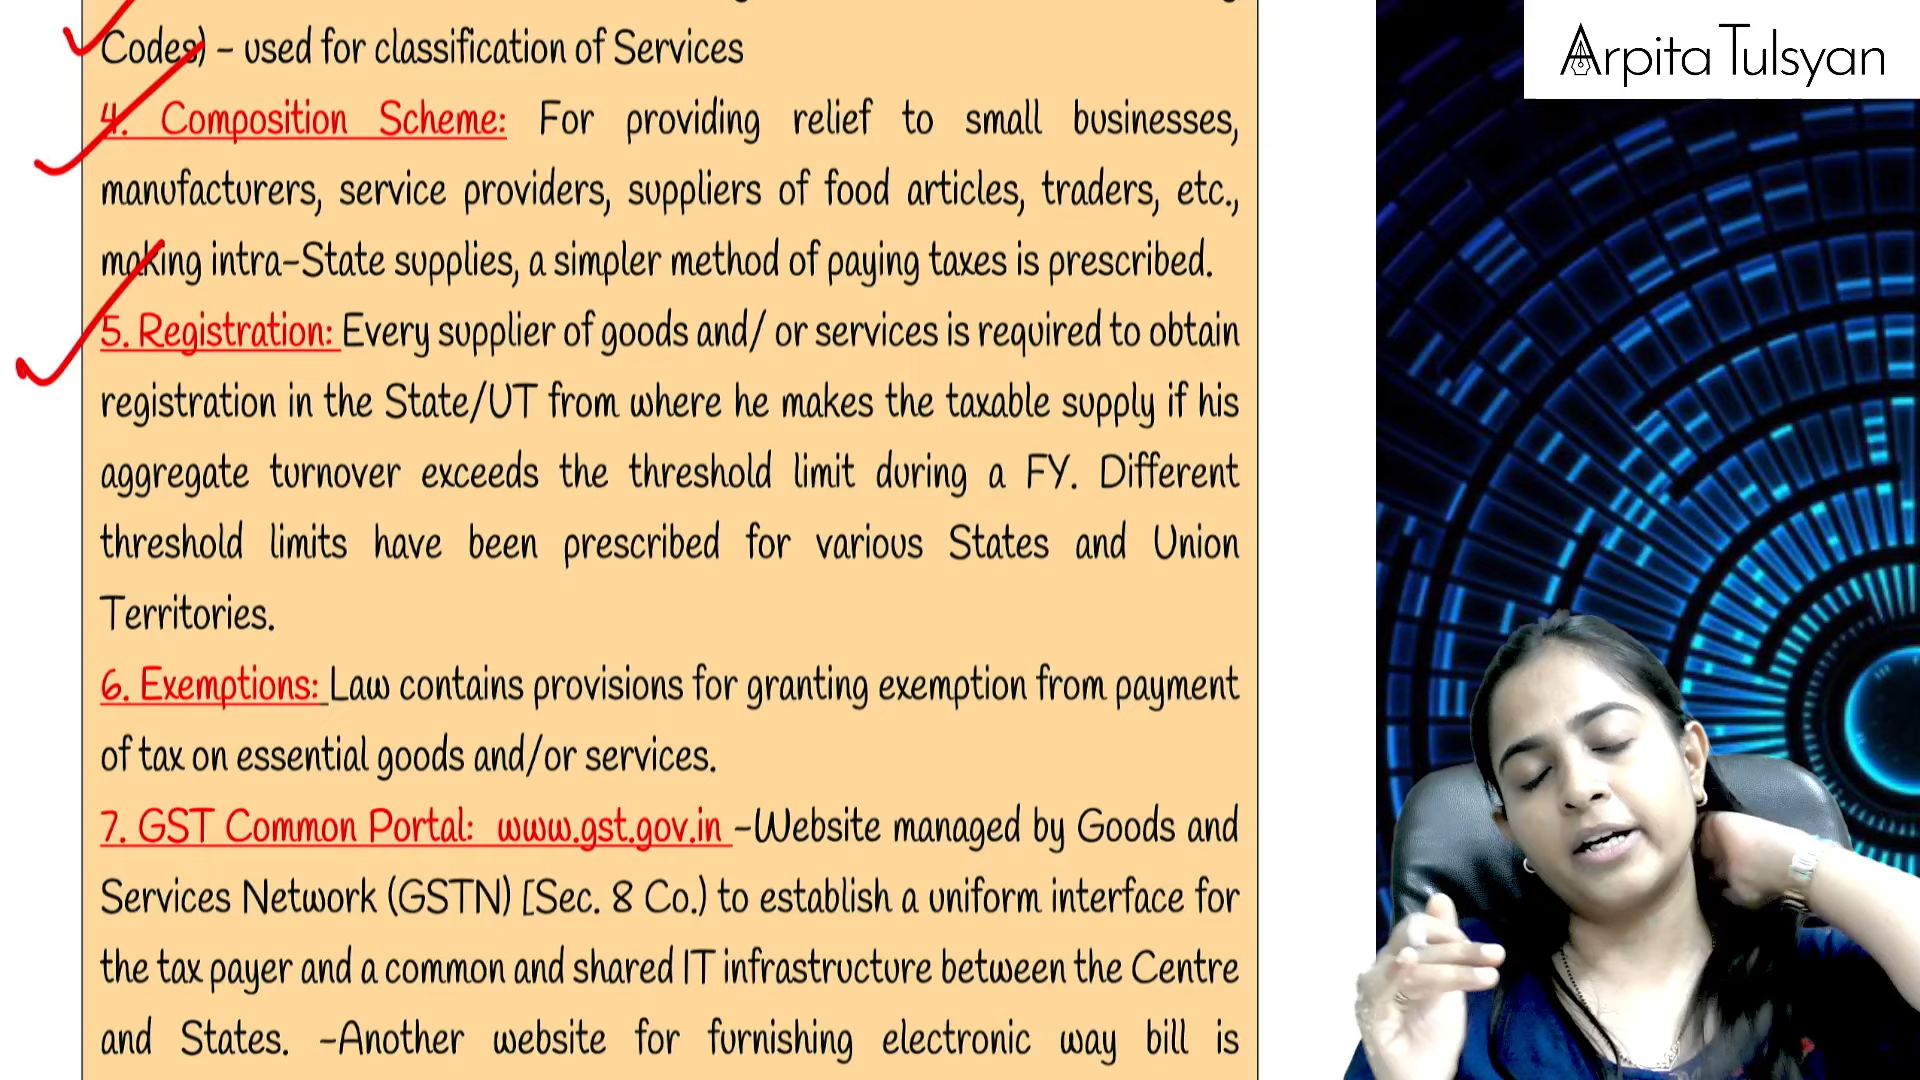 Codes) - used for classification of Services
4. Composition Scheme: For providing relief to small businesses,
manufacturers, service providers, suppliers of food articles, traders, etc.,
making intra-State supplies, a simpler method of paying taxes is prescribed.
5. Registration: Every supplier of goods and/ or services is required to obtain
registration in the State/UT from where he makes the taxable supply if his
aggregate turnover exceeds the threshold limit during a FY. Different
threshold limits have been prescribed for various States and Union
Territories.
6. Exemptions: Law contains provisions for granting exemption from payment
of tax on essential goods and/or services.
7. GST Common Portal: www.gst.gov.in -Website managed by Goods and
Services Network (GSTN) [Sec. 8 Co.) to establish a uniform interface for
the tax payer and a common and shared IT infrastructure between the Centre
and States. -Another website for furnishing electronic way bill is
Arpita Tulsyan